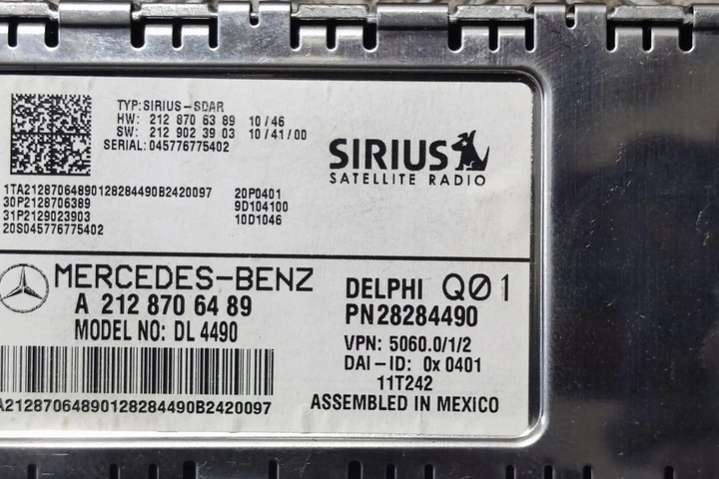 TYP: SIRIUS-SDAR
HW: 212 870 63 89 10/46
SW: 212 902 39 03 10/41/00
SERIAL: 045776775402
SIRIUS
SATELLITE RADIO
1TA21287064890128284490B2420097 20P0401
30P2128706389 9D104100
31P2129023903 10D1046
20S045776775402
MERCEDES-BENZ
A 212 870 64 89
MODEL NO: DL 4490
A21287064890128284490B2420097
DELPHI Q01
PN28284490
VPN: 5060.0/1/2
DAI-ID: 0x 0401
11T242
ASSEMBLED IN MEXICO